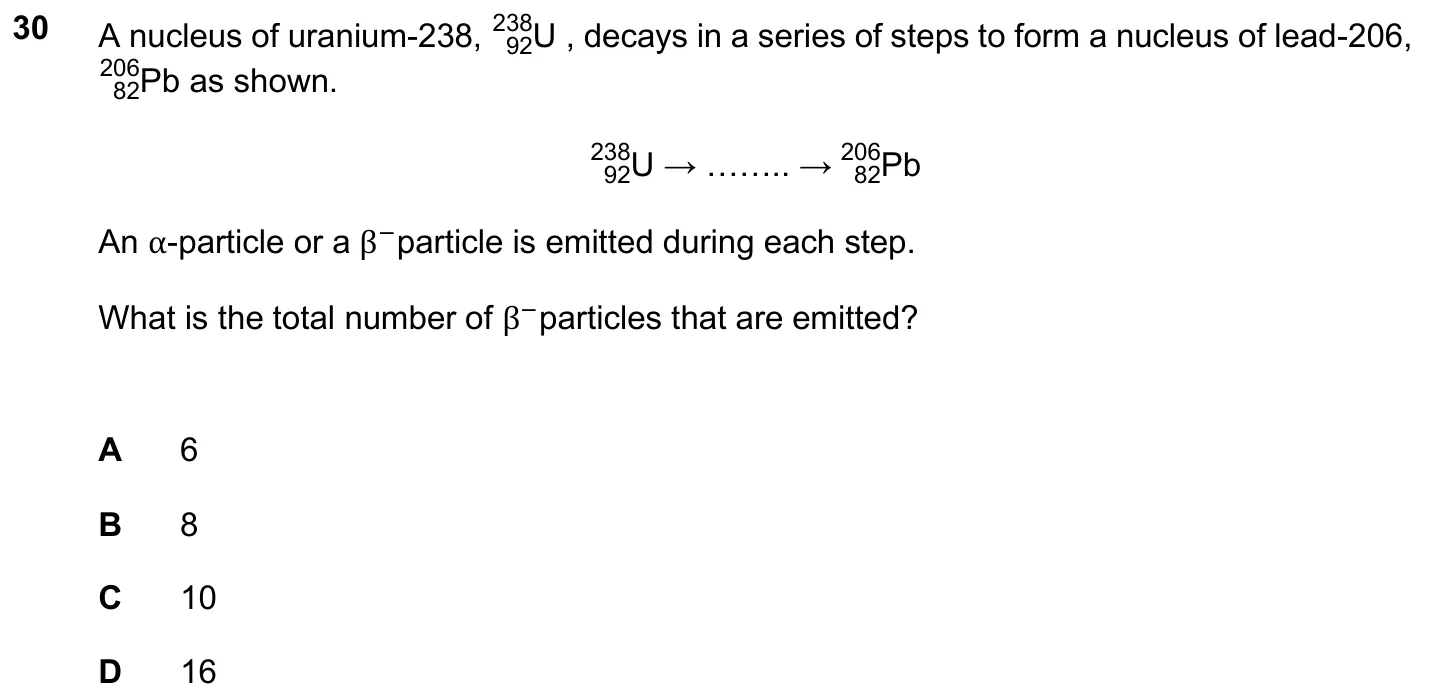 30 A nucleus of uranium-238, ²³⁸₉₂U , decays in a series of steps to form a nucleus of lead-206,
²⁰⁶₈₂Pb as shown.
²³⁸₉₂U → ........ → ²⁰⁶₈₂Pb
An α-particle or a β⁻particle is emitted during each step.
What is the total number of β⁻particles that are emitted?
A 6
B 8
C 10
D 16